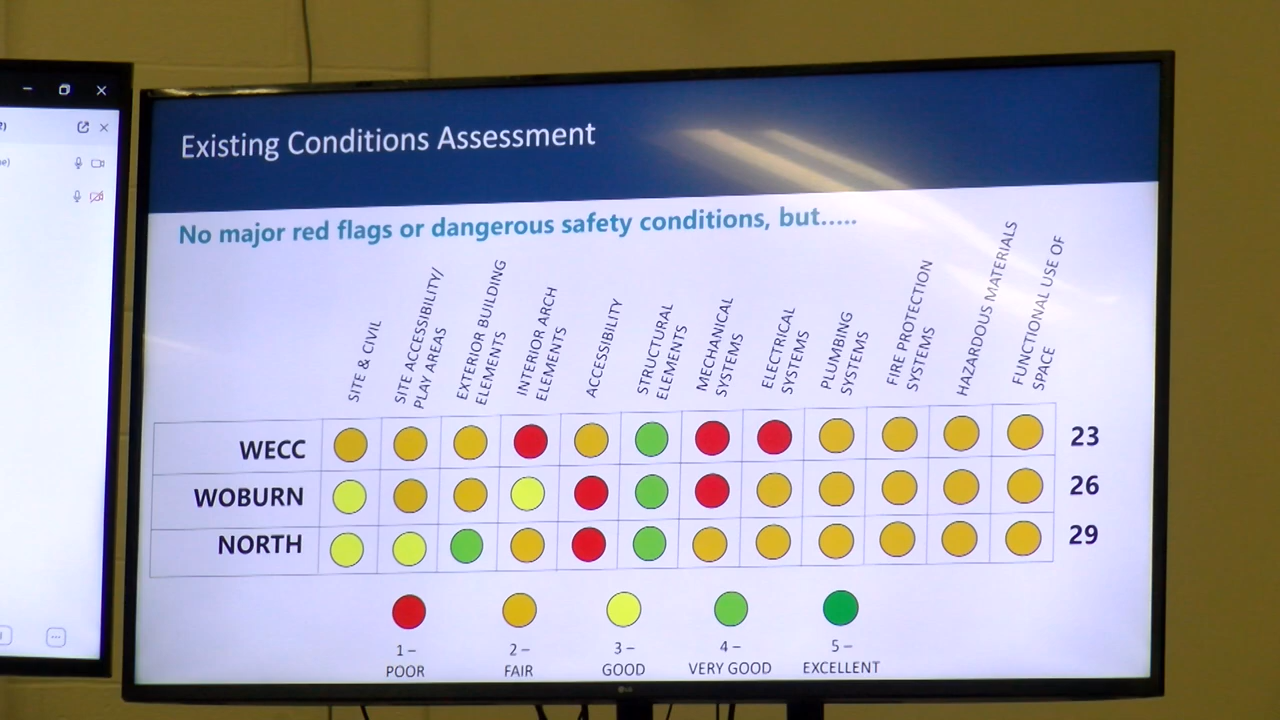 Existing Conditions Assessment
No major red flags or dangerous safety conditions, but.....
SITE & CIVIL
SITE ACCESSIBILITY/
PLAY AREAS
EXTERIOR BUILDING
ELEMENTS
INTERIOR ARCH
ELEMENTS
ACCESSIBILITY
STRUCTURAL
ELEMENTS
MECHANICAL
SYSTEMS
ELECTRICAL
SYSTEMS
PLUMBING
SYSTEMS
FIRE PROTECTION
SYSTEMS
HAZARDOUS MATERIALS
FUNCTIONAL USE OF
SPACE
WECC 23
WOBURN 26
NORTH 29
1 –
POOR
2 –
FAIR
3 –
GOOD
4 –
VERY GOOD
5 –
EXCELLENT
LG